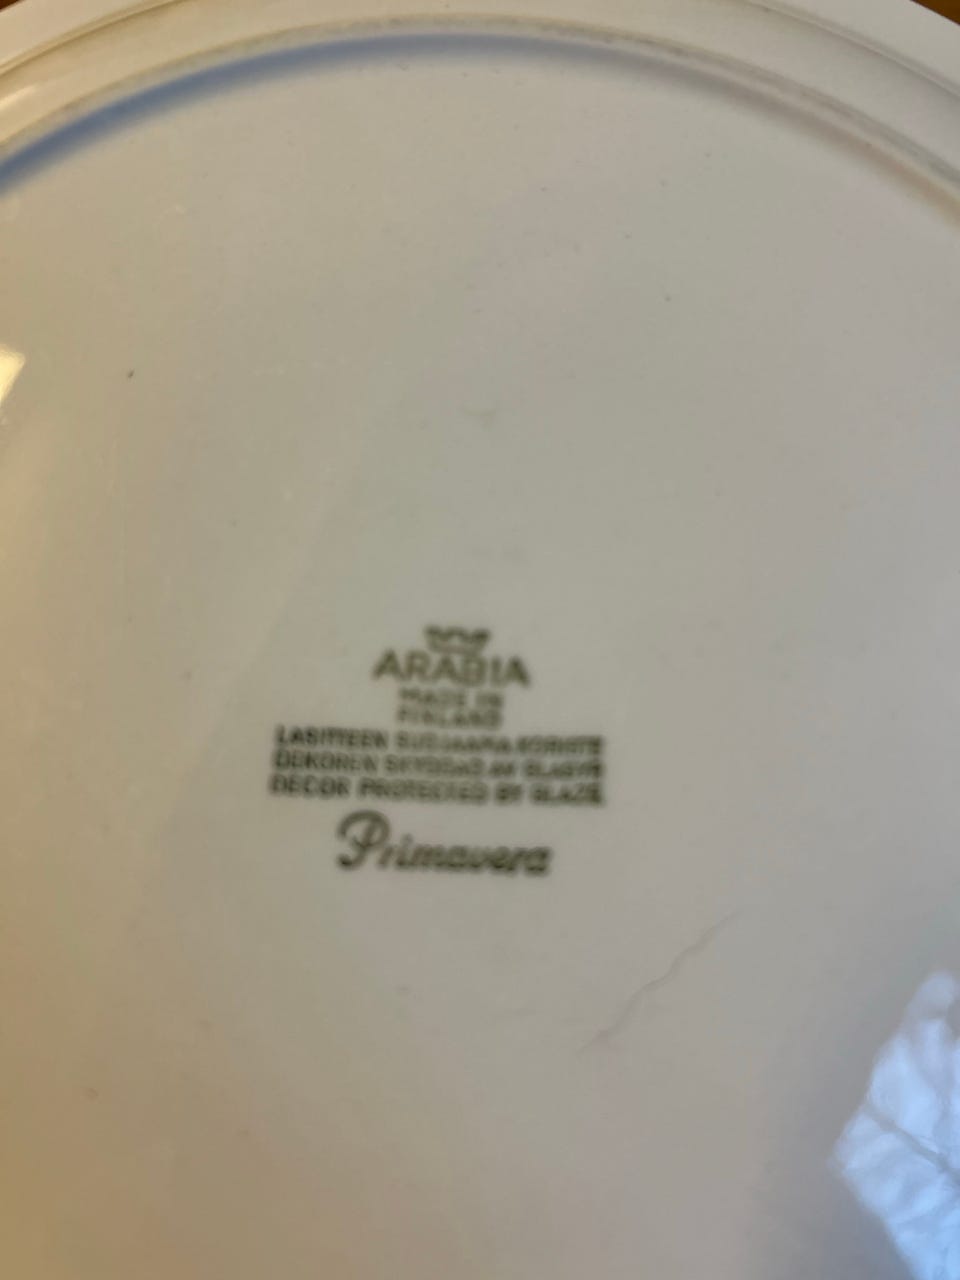 ARABIA
MADE IN
FINLAND
LASITTEEN SUOJAAMA KORISTE
DEKOREN SKYDDAD AV GLASYR
DECOR PROTECTED BY GLAZE
Primavera